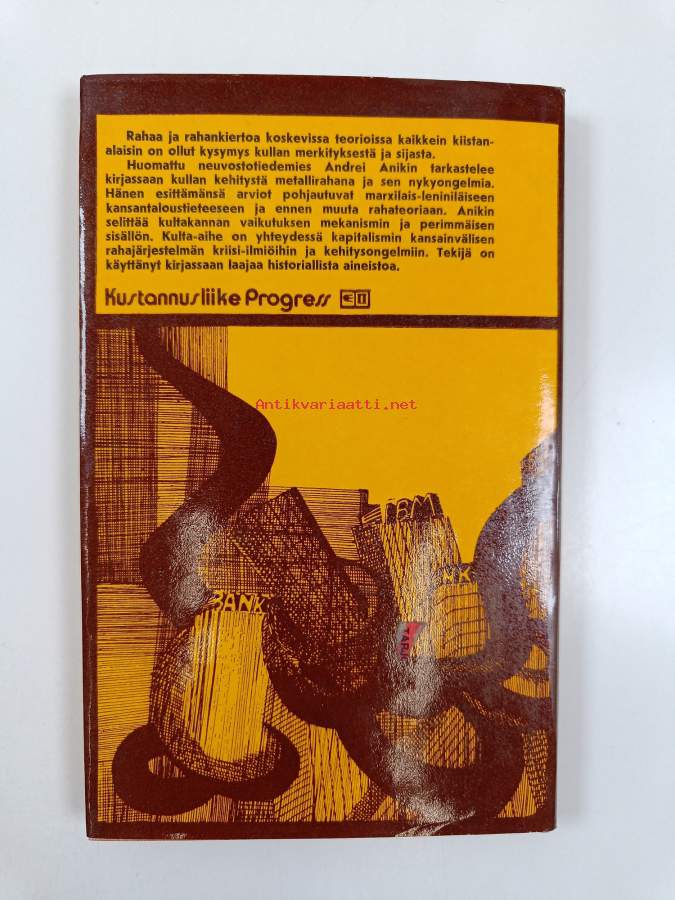 Rahaa ja rahankiertoa koskevissa teorioissa kaikkein kiistan-
alaisin on ollut kysymys kullan merkityksestä ja sijasta.
Huomattu neuvostotiedemies Andrei Anikin tarkastelee
kirjassaan kullan kehitystä metallirahana ja sen nykyongelmia.
Hänen esittämänsä arviot pohjautuvat marxilais-leniniläiseen
kansantaloustieteeseen ja ennen muuta rahateoriaan. Anikin
selittää kultakannan vaikutuksen mekanismin ja perimmäisen
sisällön. Kulta-aihe on yhteydessä kapitalismin kansainvälisen
rahajärjestelmän kriisi-ilmiöihin ja kehitysongelmiin. Tekijä on
käyttänyt kirjassaan laajaa historiallista aineistoa.
Kustannusliike Progress
Antikvariaatti.net
IBM
NK
BANK